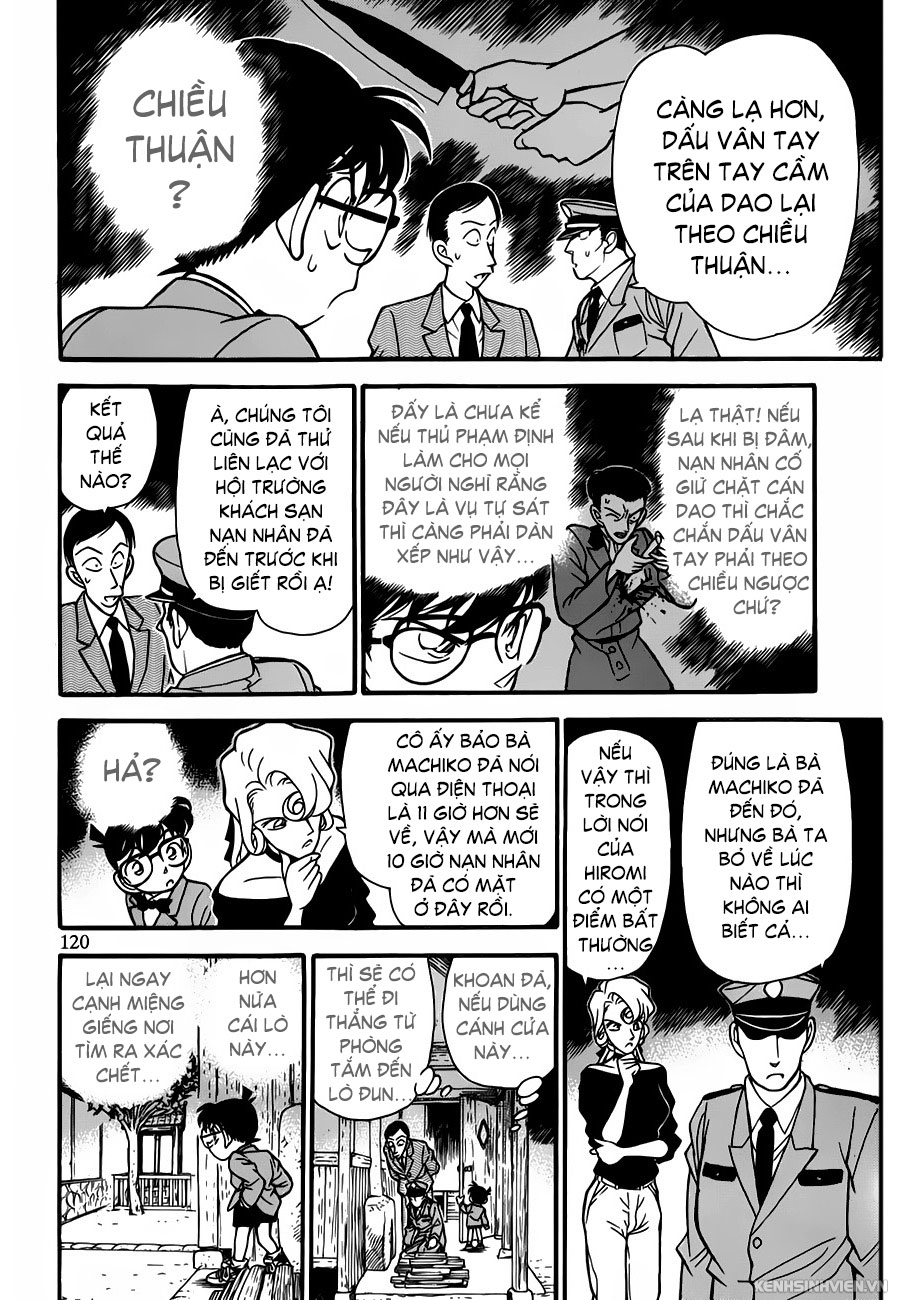 CÀNG LẠ HƠN,
DẤU VÂN TAY
TRÊN TAY CẦM
CỦA DAO LẠI
THEO CHIỀU
THUẬN...
CHIỀU
THUẬN
?
LẠ THẬT! NẾU
SAU KHI BỊ ĐÂM,
NẠN NHÂN CỐ
GIỮ CHẶT CÁN
DAO THÌ CHẮC
CHẮN DẤU VÂN
TAY PHẢI THEO
CHIỀU NGƯỢC
CHỨ?
ĐẤY LÀ CHƯA KỂ
NẾU THỦ PHẠM ĐỊNH
LÀM CHO MỌI
NGƯỜI NGHĨ RẰNG
ĐÂY LÀ VỤ TỰ SÁT
THÌ CÀNG PHẢI DÀN
XẾP NHƯ VẬY...
À, CHÚNG TÔI
CŨNG ĐÃ THỬ
LIÊN LẠC VỚI
HỘI TRƯỜNG
KHÁCH SẠN
NẠN NHÂN ĐÃ
ĐẾN TRƯỚC KHI
BỊ GIẾT RỒI Ạ!
KẾT
QUẢ
THẾ
NÀO?
ĐÚNG LÀ BÀ
MACHIKO ĐÃ
ĐẾN ĐÓ,
NHƯNG BÀ TA
BỎ VỀ LÚC
NÀO THÌ
KHÔNG AI
BIẾT CẢ...
NẾU
VẬY THÌ
TRONG
LỜI NÓI
CỦA
HIROMI
CÓ MỘT
ĐIỂM BẤT
THƯỜNG
...
CÔ ẤY BẢO BÀ
MACHIKO ĐÃ NÓI
QUA ĐIỆN THOẠI
LÀ 11 GIỜ HƠN SẼ
VỀ, VẬY MÀ MỚI
10 GIỜ NẠN NHÂN
ĐÃ CÓ MẶT
Ở ĐÂY RỒI.
HẢ?
120
KHOAN ĐÃ,
NẾU DÙNG
CÁNH CỬA
NÀY...
THÌ SẼ CÓ
THỂ ĐI
THẲNG TỪ
PHÒNG
TẮM ĐẾN
LÒ ĐUN...
HƠN
NỮA
CÁI LÒ
NÀY...
LẠI NGAY
CẠNH MIỆNG
GIẾNG NƠI
TÌM RA XÁC
CHẾT...
KENHSINHVIEN.VN